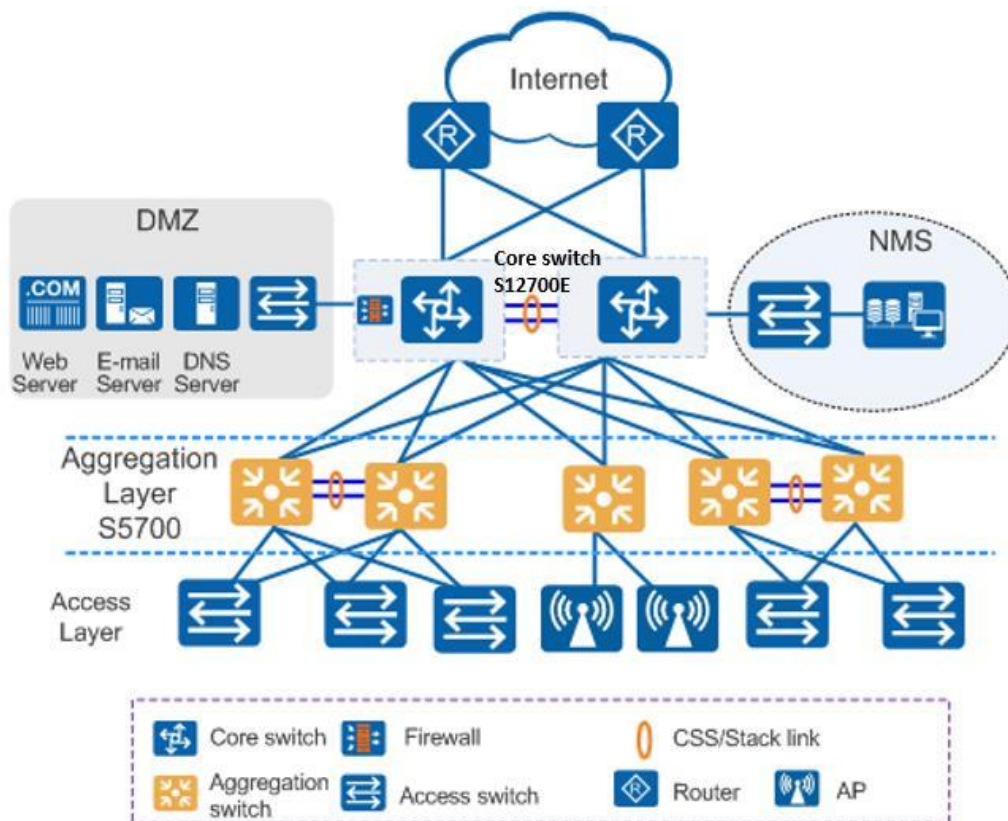 Internet
R
R
DMZ
Core switch
S12700E
NMS
.COM
Web
Server
E-mail
Server
DNS
Server
Aggregation
Layer
S5700
Access
Layer
Core switch
Firewall
CSS/Stack link
Aggregation
switch
Access switch
R
Router
AP